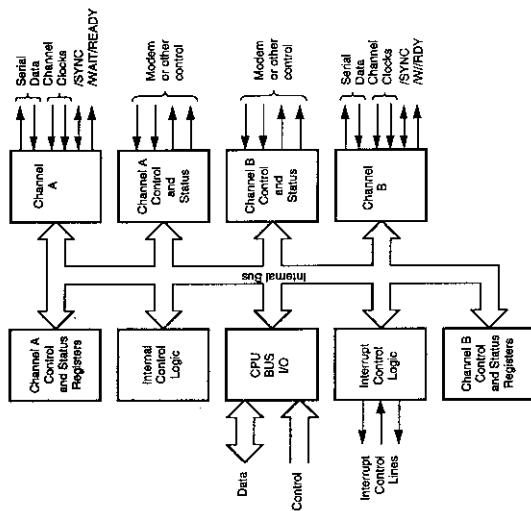 Channel A
Control
and Status
Registers
Channel
A
Serial
Data
Channel
Clocks
/SYNC
/WAIT/READY
Internal
Control
Logic
Channel A
Control
and
Status
Modem
or other
control
Data
Control
CPU
BUS
I/O
Internal bus
Channel B
Control
and
Status
Modem
or other
control
Interrupt
Control
Lines
Interrupt
Control
Logic
Channel
B
Serial
Data
Channel
Clocks
/SYNC
/W//RDY
Channel B
Control
and Status
Registers